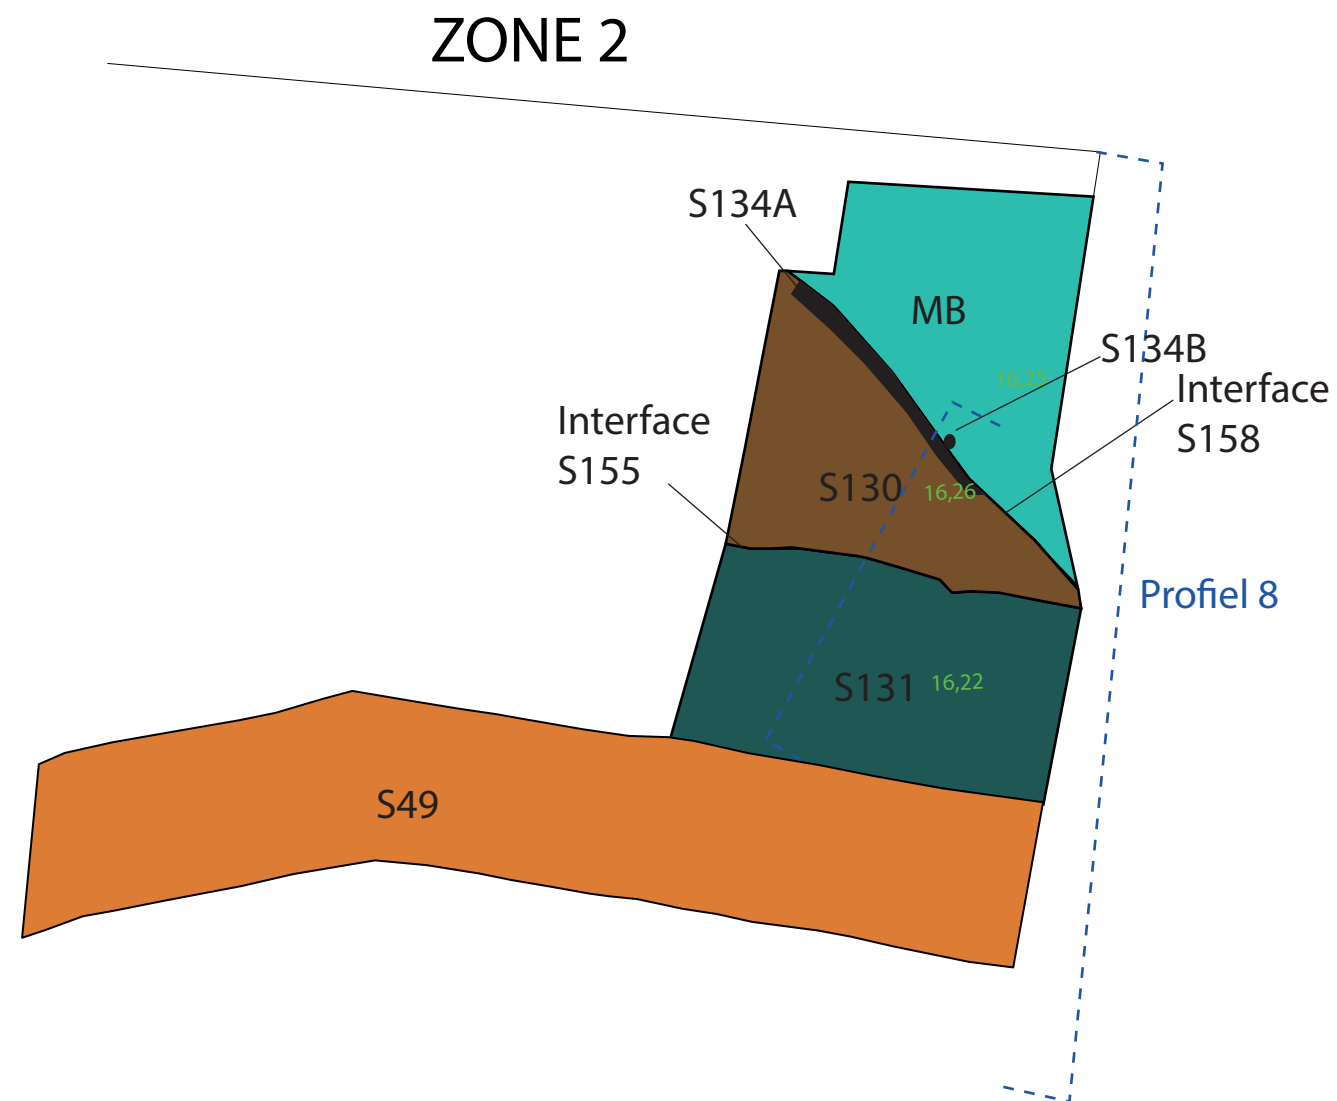 ZONE 2
S134A
MB
S134B
16,25
Interface
S158
Interface
S155
S130
16,26
Profiel 8
S131
16,22
S49